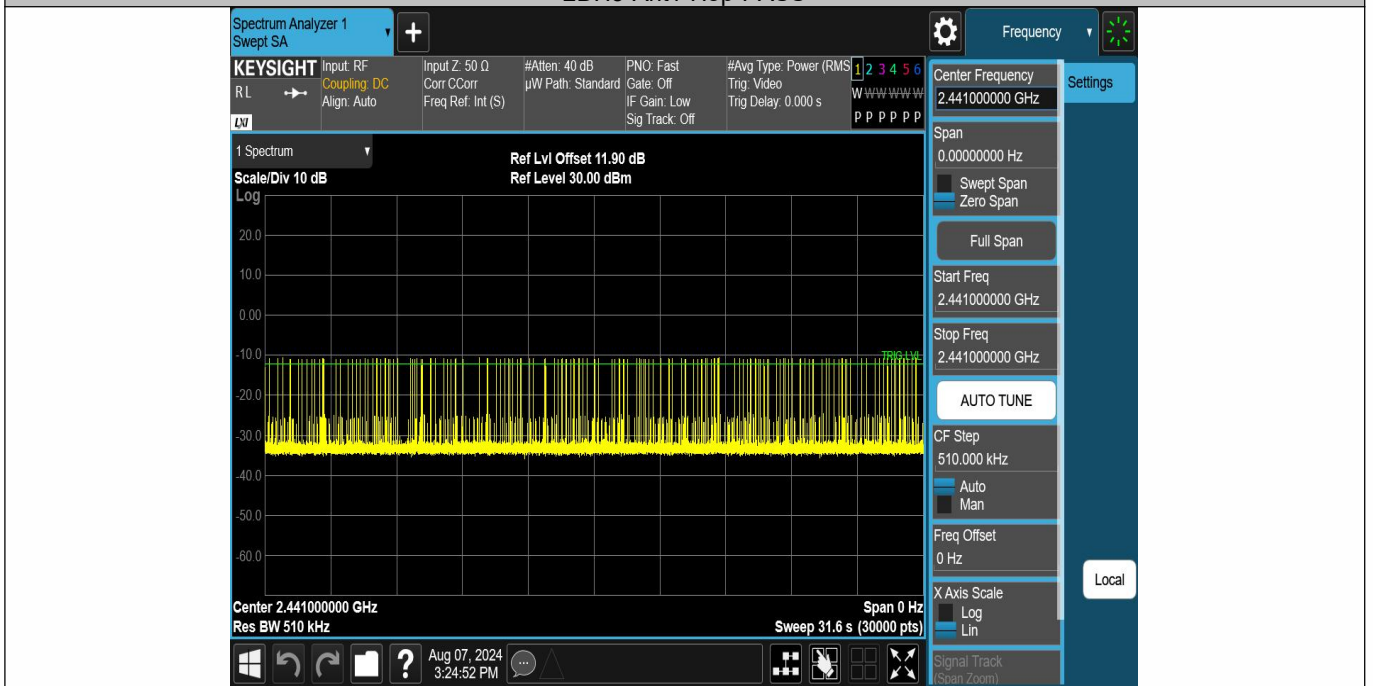 Spectrum Analyzer 1
Swept SA
+
Frequency
KEYSIGHT
RL
LXI
Input: RF
Coupling: DC
Align: Auto
Input Z: 50 Ω
Corr CCorr
Freq Ref: Int (S)
#Atten: 40 dB
µW Path: Standard
PNO: Fast
Gate: Off
IF Gain: Low
Sig Track: Off
#Avg Type: Power (RMS
Trig: Video
Trig Delay: 0.000 s
1 2 3 4 5 6
W W W W W W
P P P P P P
Center Frequency
2.441000000 GHz
Settings
1 Spectrum
Scale/Div 10 dB
Ref Lvl Offset 11.90 dB
Ref Level 30.00 dBm
Log
20.0
10.0
0.00
-10.0
-20.0
-30.0
-40.0
-50.0
-60.0
TRIG LVL
Center 2.441000000 GHz
Res BW 510 kHz
Span 0 Hz
Sweep 31.6 s (30000 pts)
Span
0.00000000 Hz
Swept Span
Zero Span
Full Span
Start Freq
2.441000000 GHz
Stop Freq
2.441000000 GHz
AUTO TUNE
CF Step
510.000 kHz
Auto
Man
Freq Offset
0 Hz
X Axis Scale
Log
Lin
Signal Track
(Span Zoom)
Local
?
Aug 07, 2024
3:24:52 PM